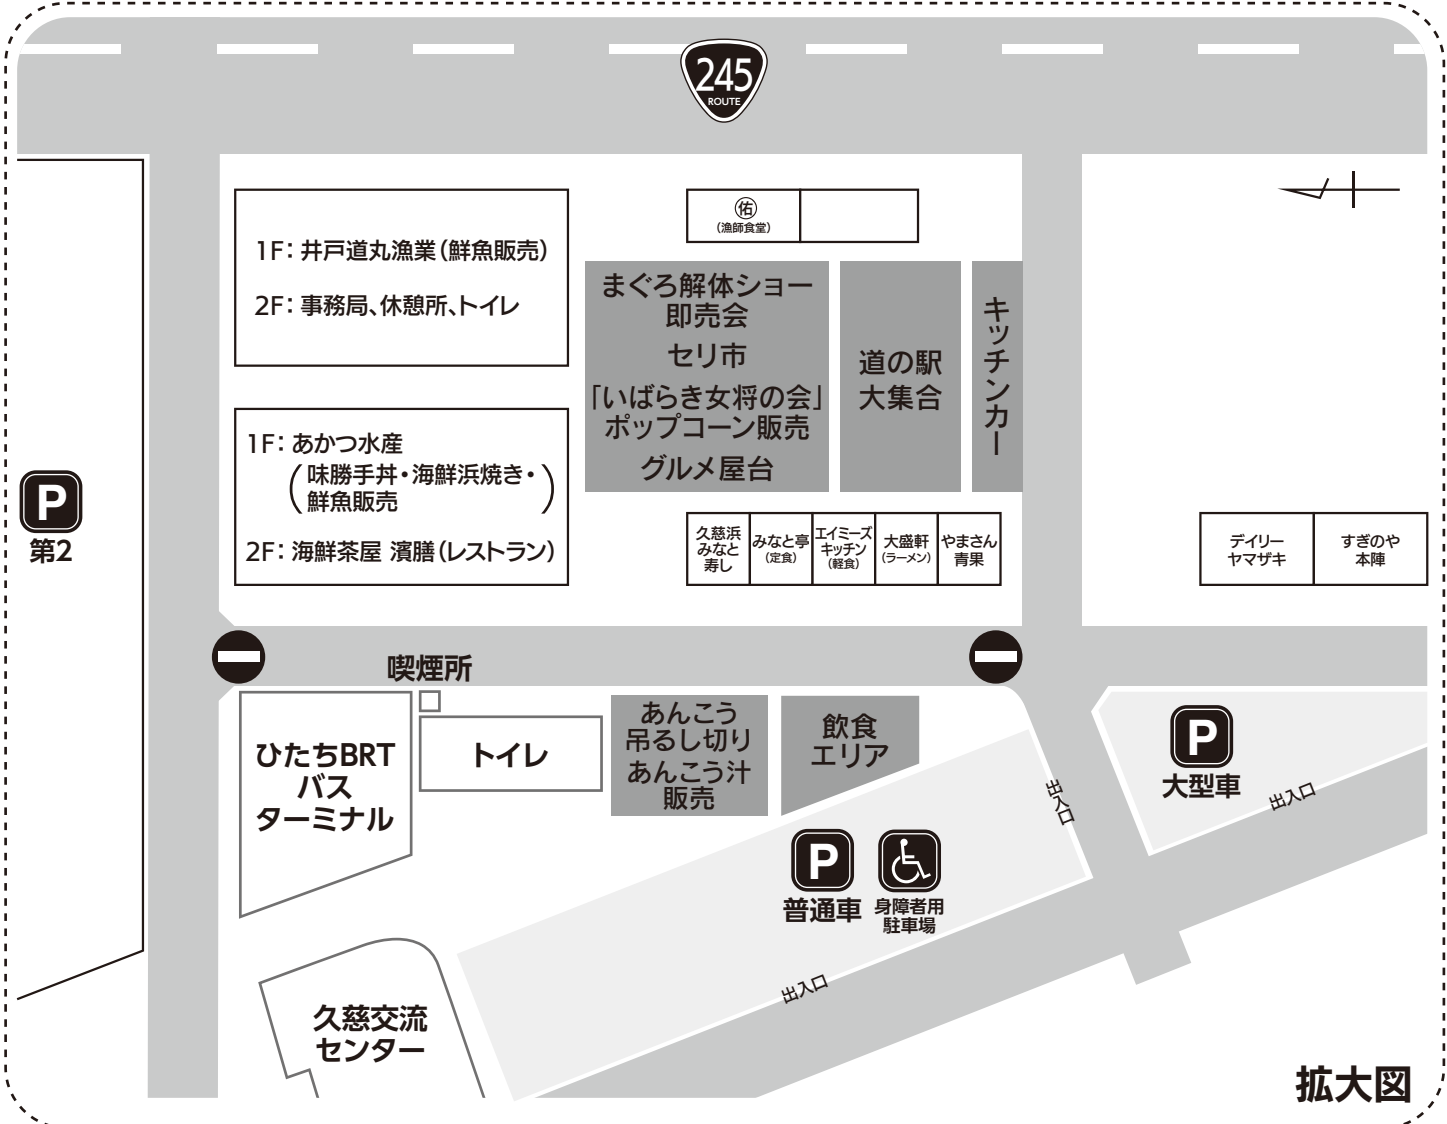 245
ROUTE
1F：井戸道丸漁業（鮮魚販売）
2F：事務局、休憩所、トイレ
㊨
（漁師食堂）
まぐろ解体ショー
即売会
セリ市
「いばらき女将の会」
ポップコーン販売
グルメ屋台
道の駅
大集合
キッチンカー
1F：あかつ水産
（味勝手丼・海鮮浜焼き・
鮮魚販売）
2F：海鮮茶屋 濱膳（レストラン）
P
第2
久慈浜
みなと
寿し
みなと亭
（定食）
エイミーズ
キッチン
（軽食）
大盛軒
（ラーメン）
やまさん
青果
デイリー
ヤマザキ
すぎのや
本陣
喫煙所
ひたちBRT
バス
ターミナル
トイレ
あんこう
吊るし切り
あんこう汁
販売
飲食
エリア
出入口
P
大型車
出入口
P
普通車
身障者用
駐車場
出入口
久慈交流
センター
拡大図